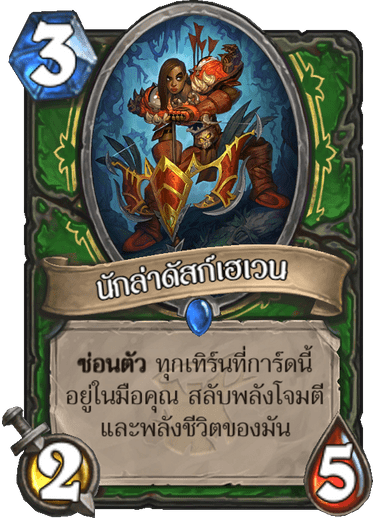 3
นักล่าดัสก์เฮเวน
ซ่อนตัว ทุกเทิร์นที่การ์ดนี้
อยู่ในมือคุณ สลับพลังโจมตี
และพลังชีวิตของมัน
2
5